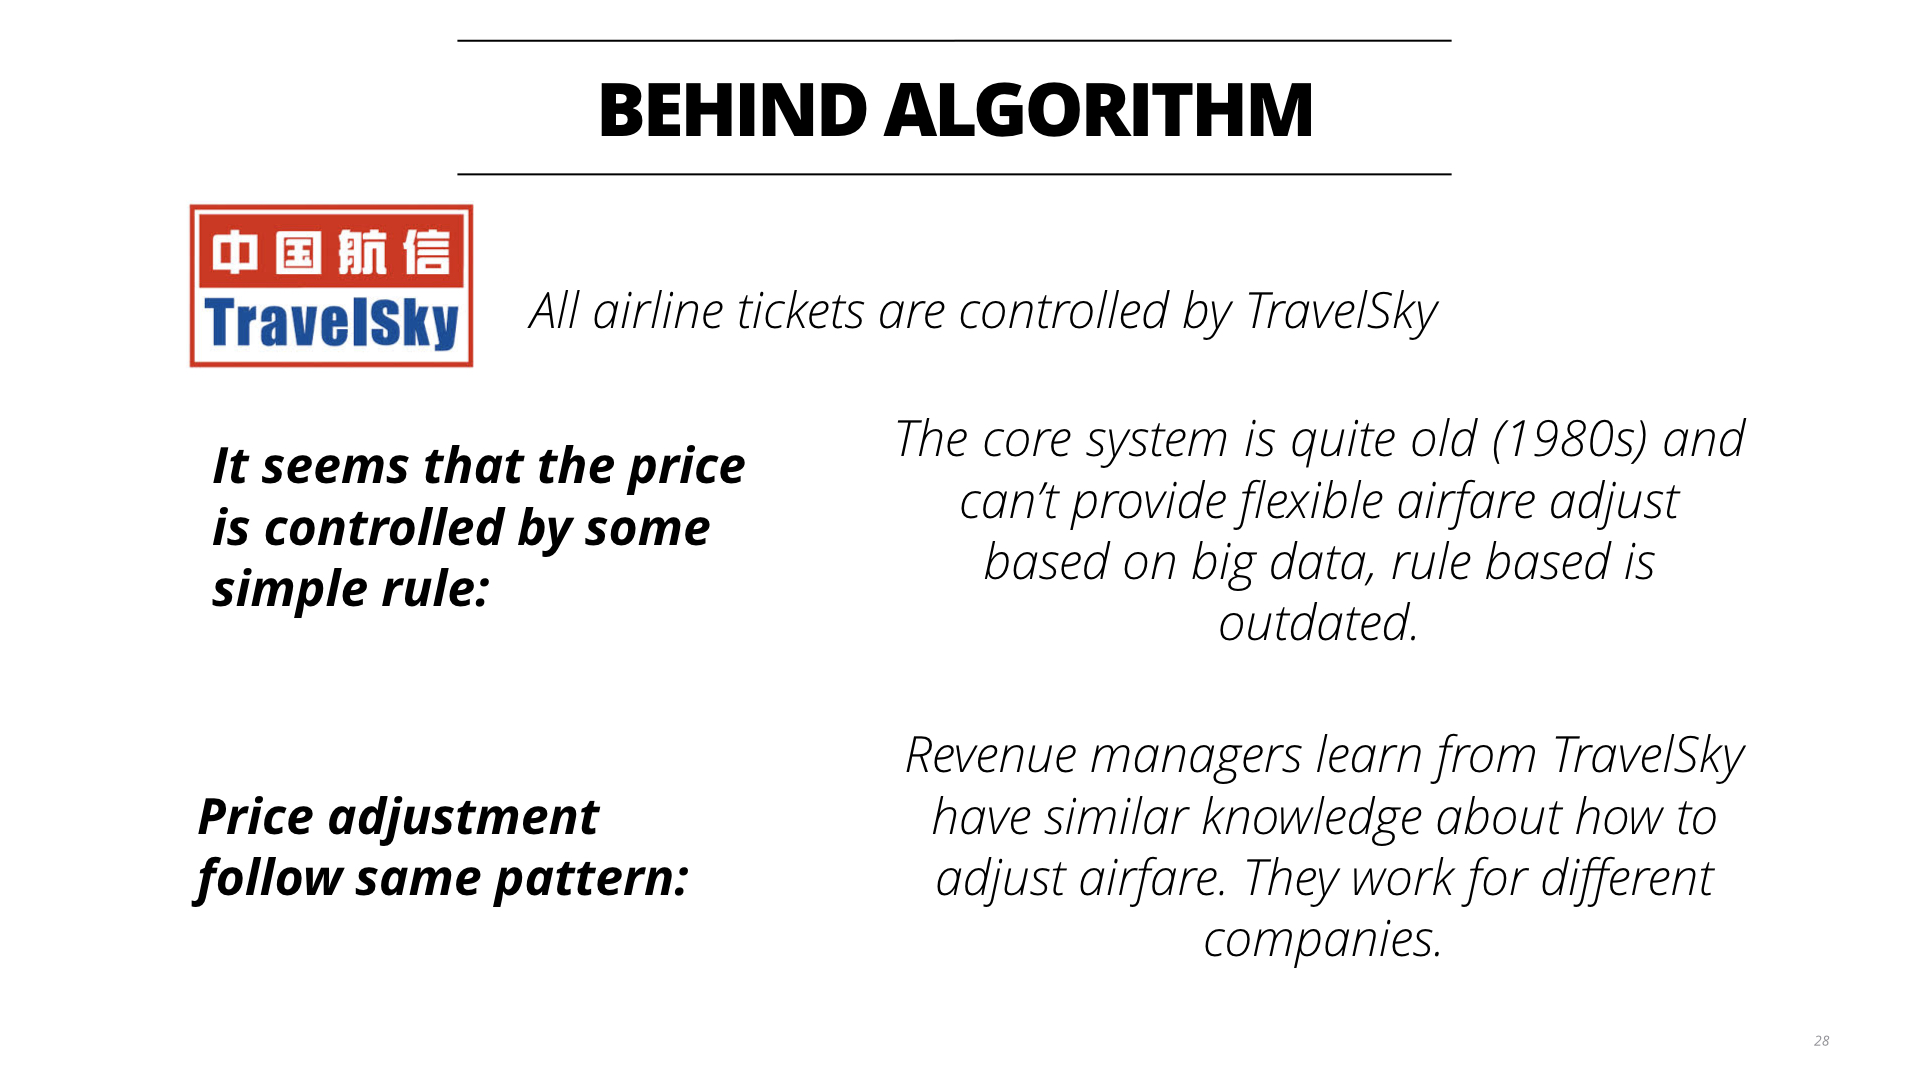 BEHIND ALGORITHM
中国航信
TravelSky
All airline tickets are controlled by TravelSky
It seems that the price
is controlled by some
simple rule:
The core system is quite old (1980s) and
can’t provide flexible airfare adjust
based on big data, rule based is
outdated.
Price adjustment
follow same pattern:
Revenue managers learn from TravelSky
have similar knowledge about how to
adjust airfare. They work for different
companies.
28